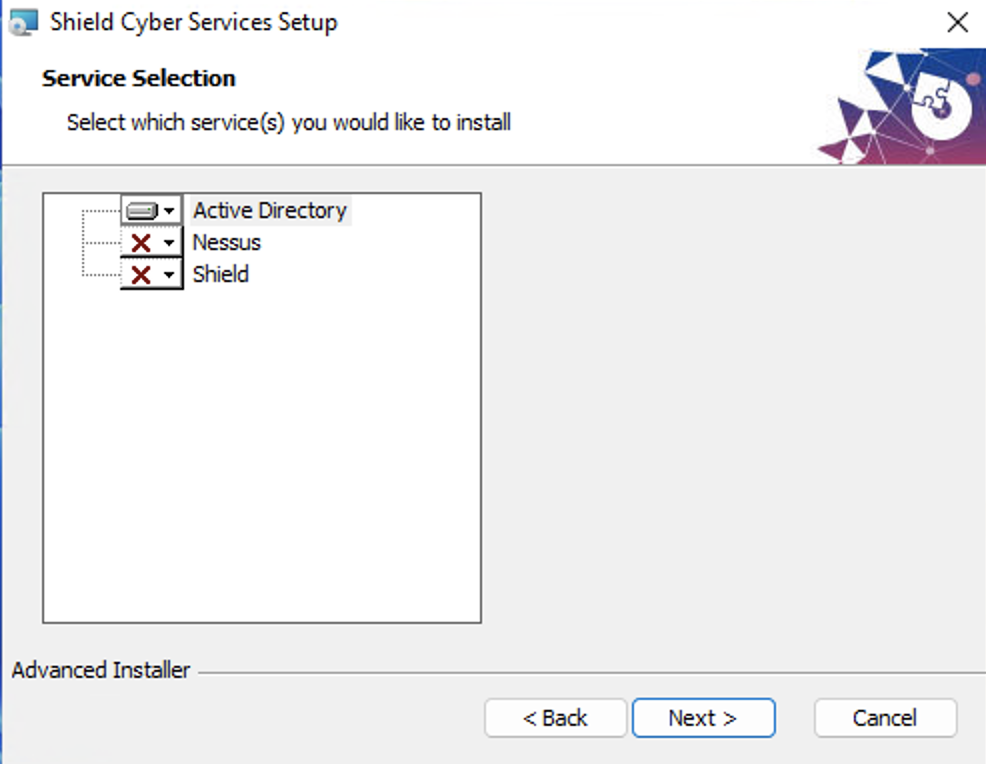 Shield Cyber Services Setup
Service Selection
Select which service(s) you would like to install
Active Directory
Nessus
Shield
Advanced Installer
< Back
Next >
Cancel